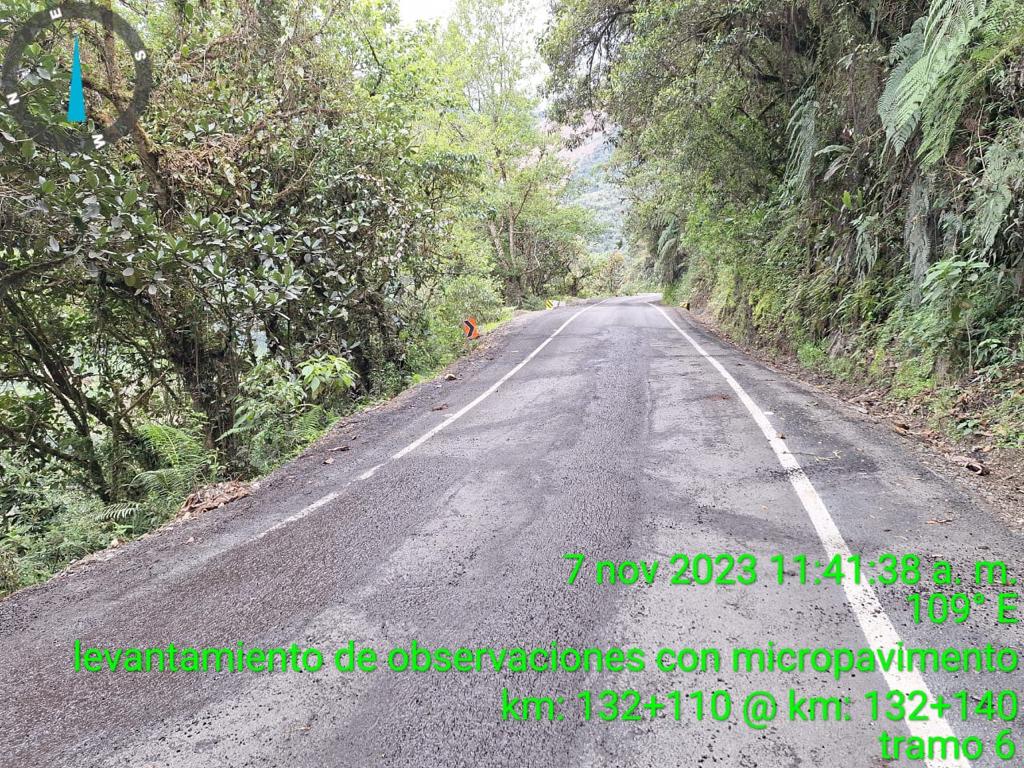 E
S
N
W
7 nov 2023 11:41:38 a. m.
109° E
levantamiento de observaciones con micropavimento
km: 132+110 @ km: 132+140
tramo 6